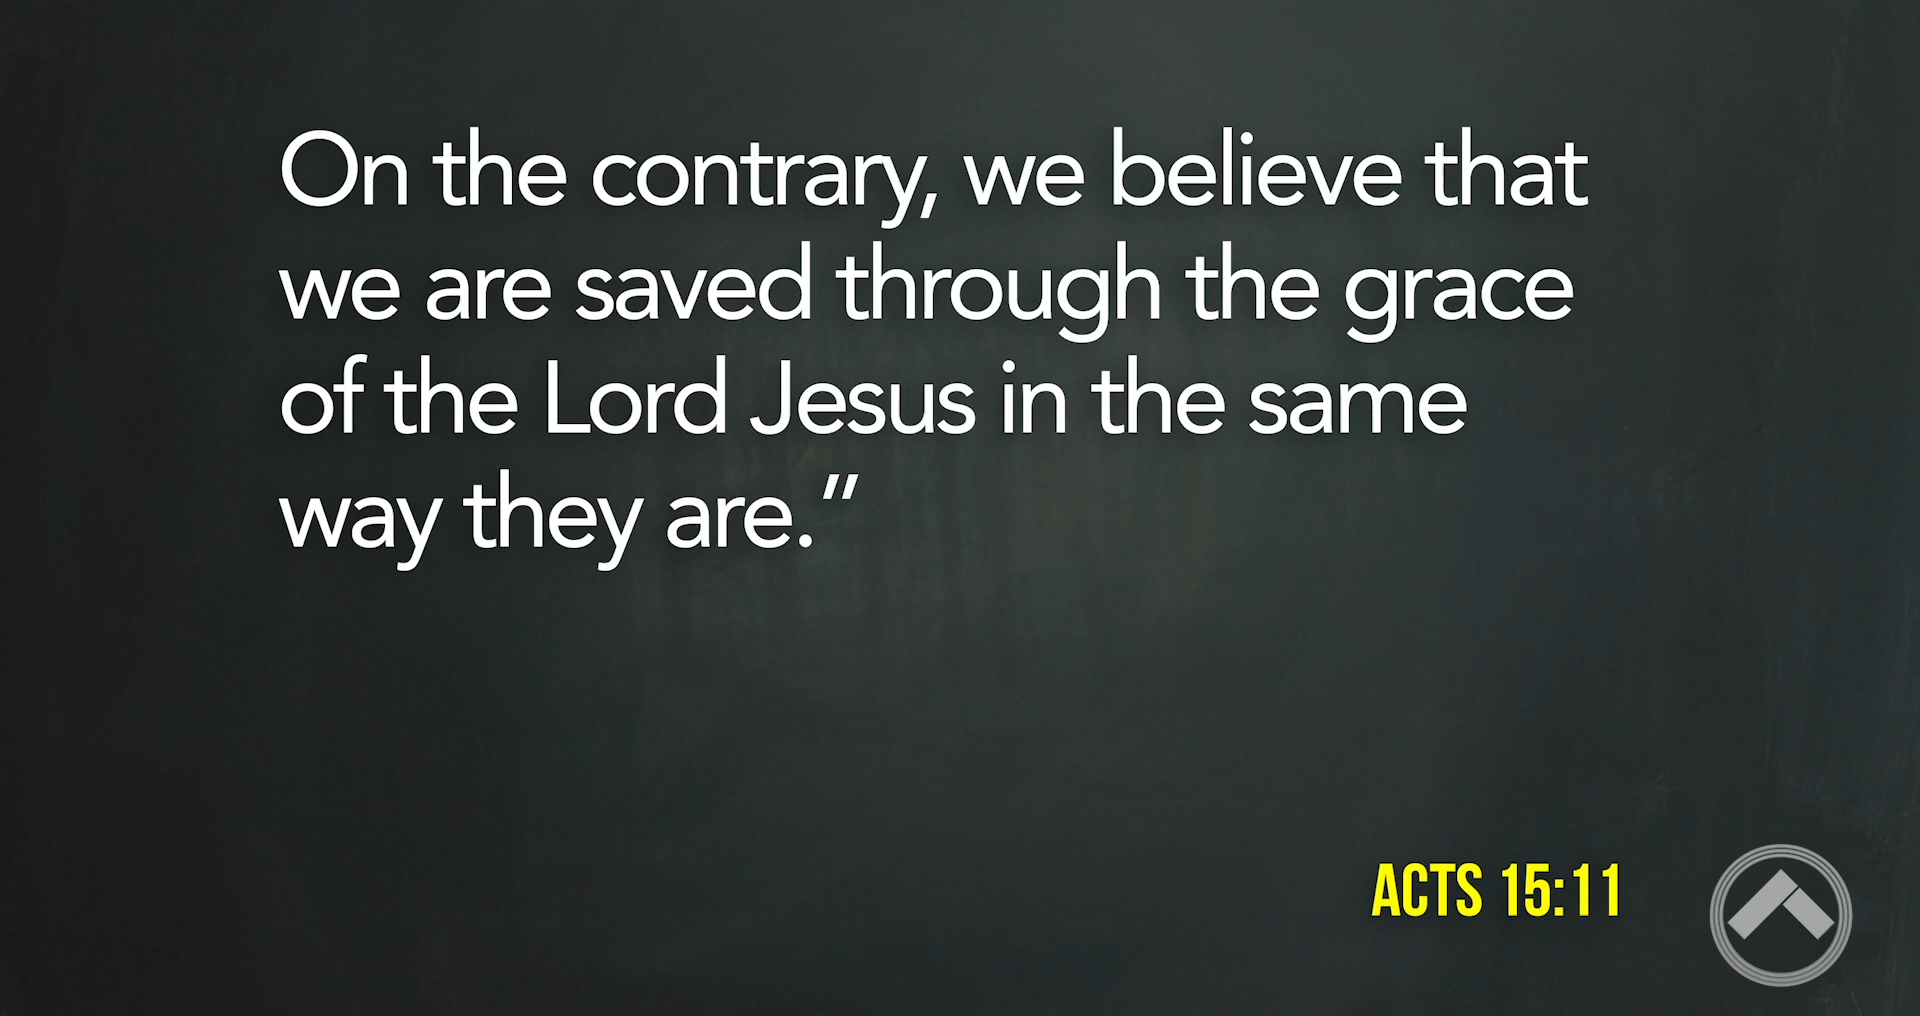 On the contrary, we believe that
we are saved through the grace
of the Lord Jesus in the same
way they are.”
ACTS 15:11